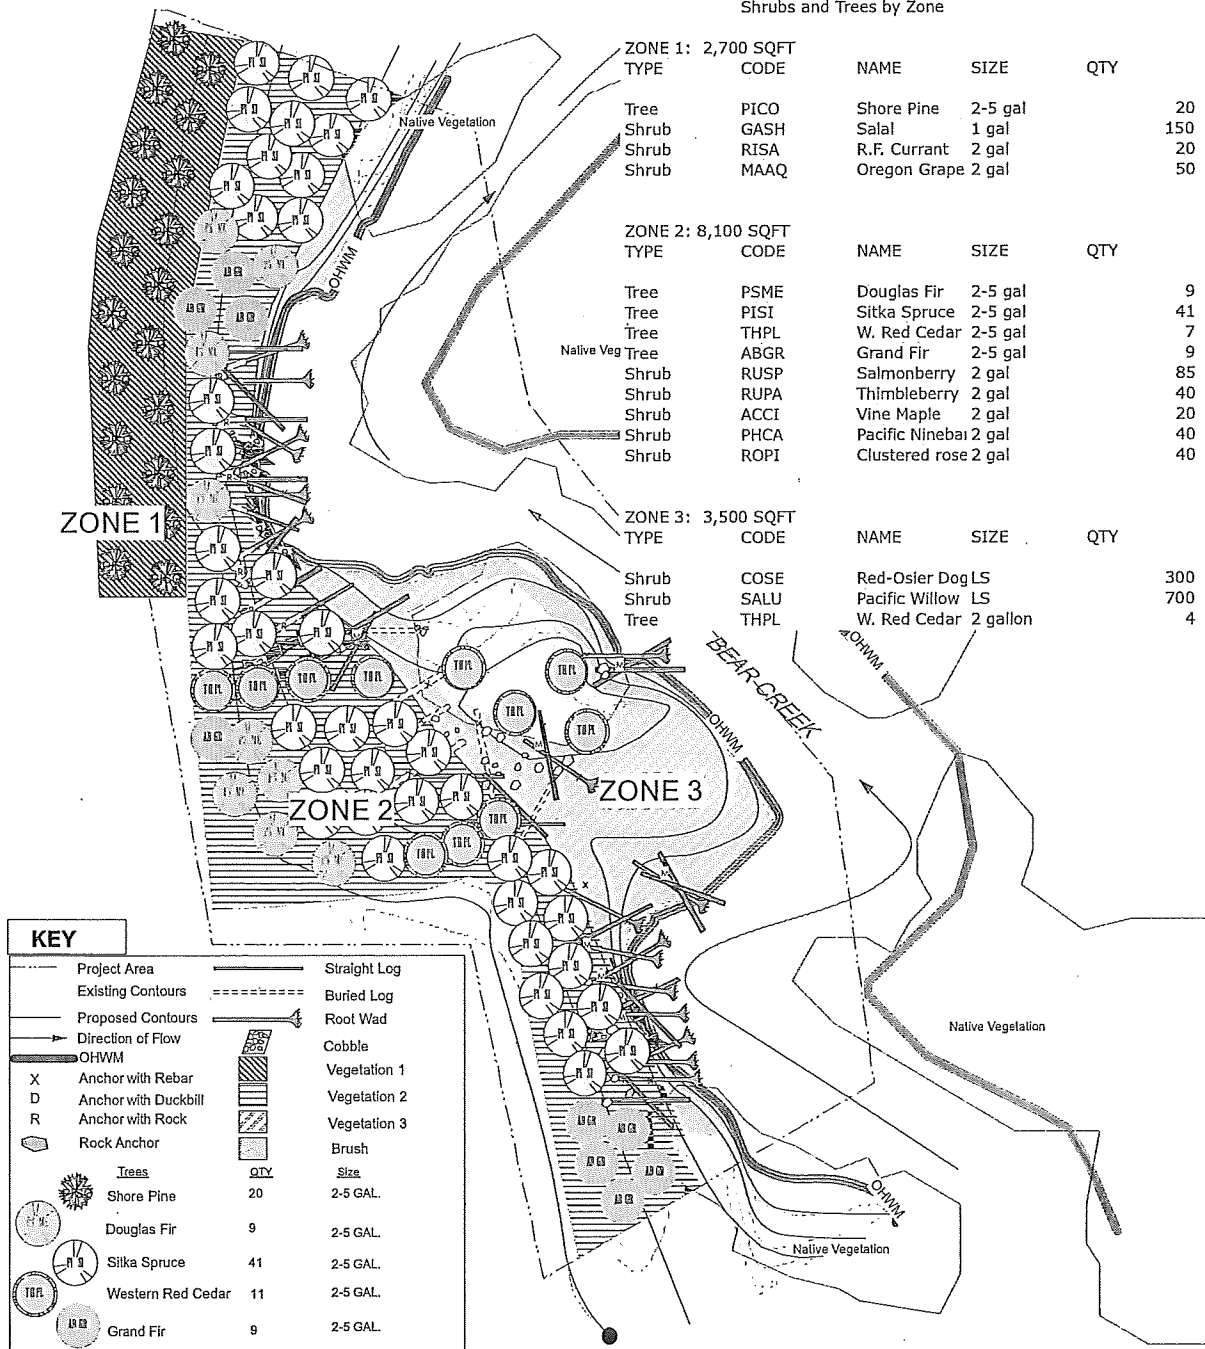 Shrubs and Trees by Zone
ZONE 1: 2,700 SQFT
TYPE CODE NAME SIZE QTY
Tree PICO Shore Pine 2-5 gal 20
Shrub GASH Salal 1 gal 150
Shrub RISA R.F. Currant 2 gal 20
Shrub MAAQ Oregon Grape 2 gal 50
ZONE 2: 8,100 SQFT
TYPE CODE NAME SIZE QTY
Tree PSME Douglas Fir 2-5 gal 9
Tree PISI Sitka Spruce 2-5 gal 41
Tree THPL W. Red Cedar 2-5 gal 7
Tree ABGR Grand Fir 2-5 gal 9
Shrub RUSP Salmonberry 2 gal 85
Shrub RUPA Thimbleberry 2 gal 40
Shrub ACCI Vine Maple 2 gal 20
Shrub PHCA Pacific Nineba 2 gal 40
Shrub ROPI Clustered rose 2 gal 40
ZONE 3: 3,500 SQFT
TYPE CODE NAME SIZE QTY
Shrub COSE Red-Osier Dog LS 300
Shrub SALU Pacific Willow LS 700
Tree THPL W. Red Cedar 2 gallon 4
Native Vegetation
OHWM
Native Veg
ZONE 1
BEAR CREEK
OHWM
OHWM
ZONE 2
ZONE 3
Native Vegetation
OHWM
Native Vegetation
KEY
Project Area
Straight Log
Existing Contours
Buried Log
Proposed Contours
Root Wad
Direction of Flow
Cobble
OHWM
Vegetation 1
X Anchor with Rebar
Vegetation 2
D Anchor with Duckbill
R Anchor with Rock
Vegetation 3
Rock Anchor
Brush
Trees QTY Size
Shore Pine 20 2-5 GAL.
Douglas Fir 9 2-5 GAL.
Sitka Spruce 41 2-5 GAL.
THPL Western Red Cedar 11 2-5 GAL.
Grand Fir 9 2-5 GAL.